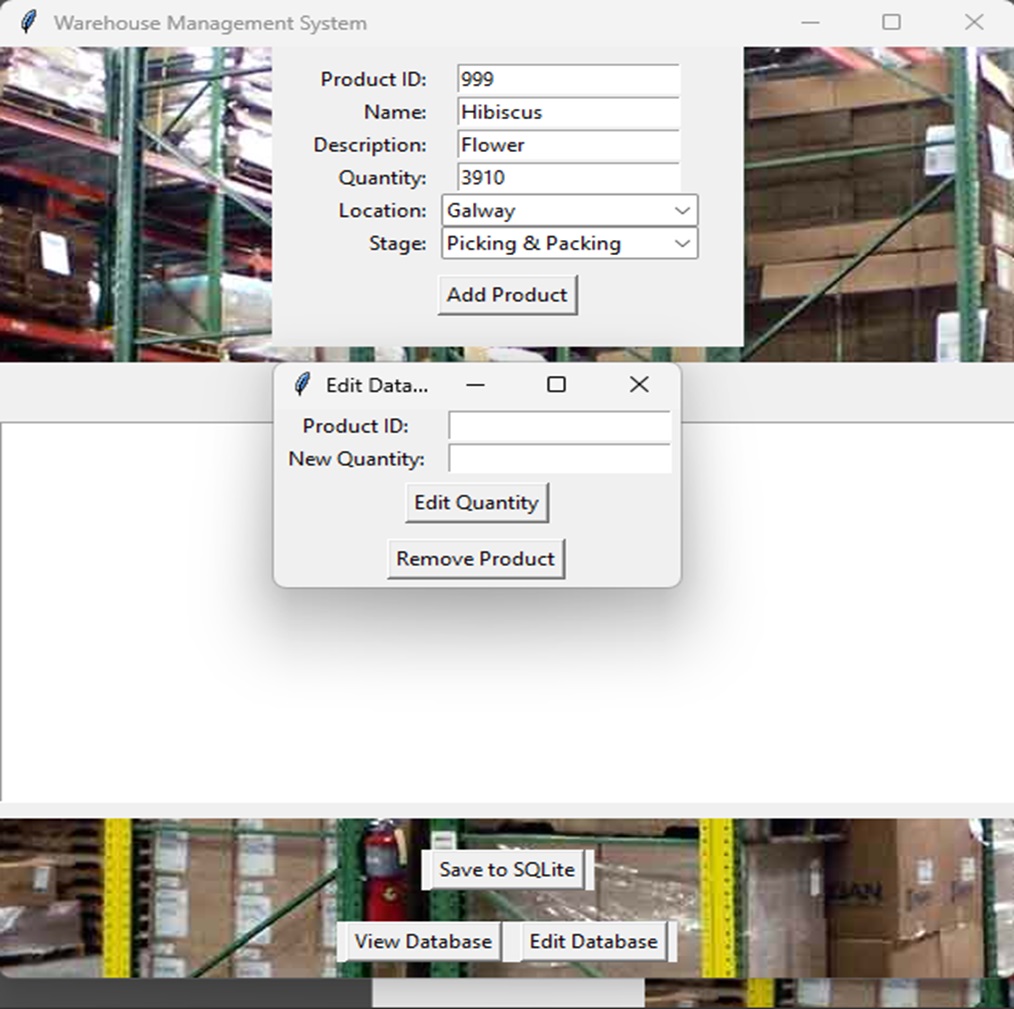 Warehouse Management System
Product ID: 999
Name: Hibiscus
Description: Flower
Quantity: 3910
Location: Galway
Stage: Picking & Packing
Add Product
Edit Data...
Product ID:
New Quantity:
Edit Quantity
Remove Product
Save to SQLite
View Database Edit Database